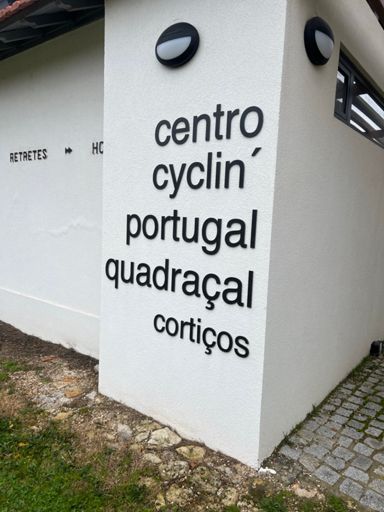 RETRETES ➡ HO
centro
cyclin´
portugal
quadraçal
cortiços